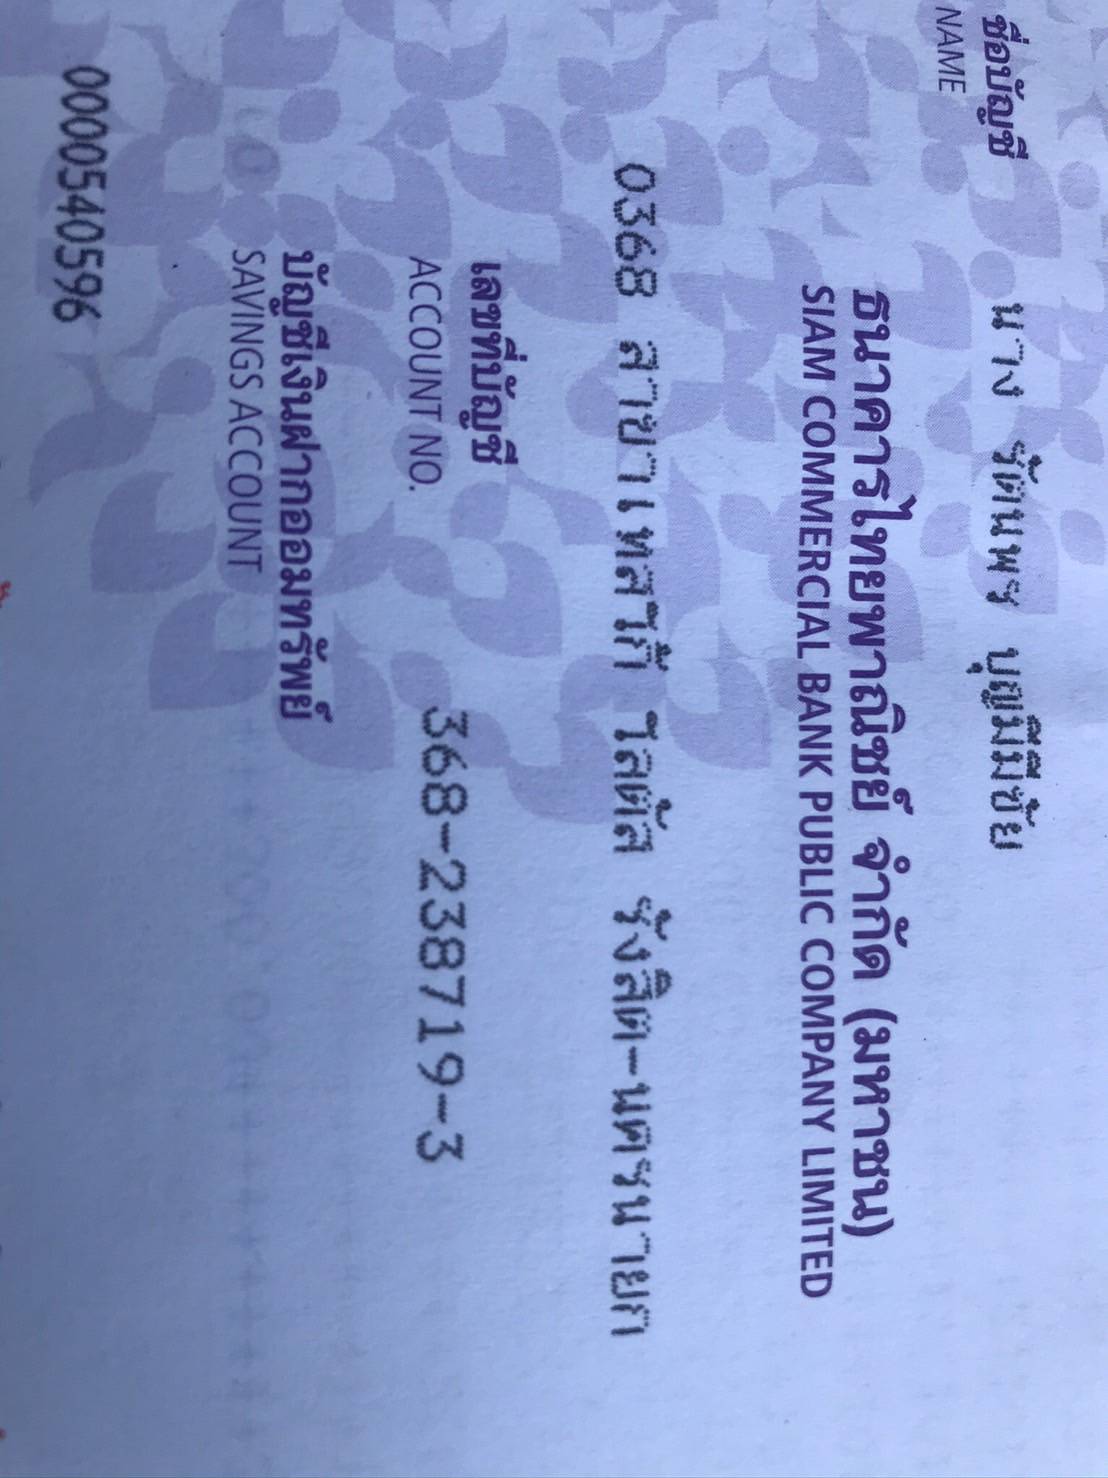 ชื่อบัญชี นาง รัตนพร บุญมีมีชัย
NAME
ธนาคารไทยพาณิชย์ จำกัด (มหาชน)
SIAM COMMERCIAL BANK PUBLIC COMPANY LIMITED
0368 สาขาเทสโก้ โลตัส รังสิต-นครนายก
เลขที่บัญชี 368-238719-3
ACCOUNT NO.
บัญชีเงินฝากออมทรัพย์
SAVINGS ACCOUNT
0000540596